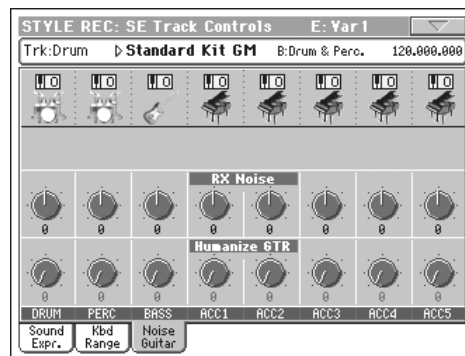 STYLE REC: SE Track Controls E: Var1
Trk:Drum ▷Standard Kit GM B:Drum & Perc. 120.000.000
RX Noise
0 0 0 0 0 0 0 0
Humanize GTR
0 0 0 0 0 0 0 0
DRUM PERC BASS ACC1 ACC2 ACC3 ACC4 ACC5
Sound Expr. Kbd Range Noise Guitar